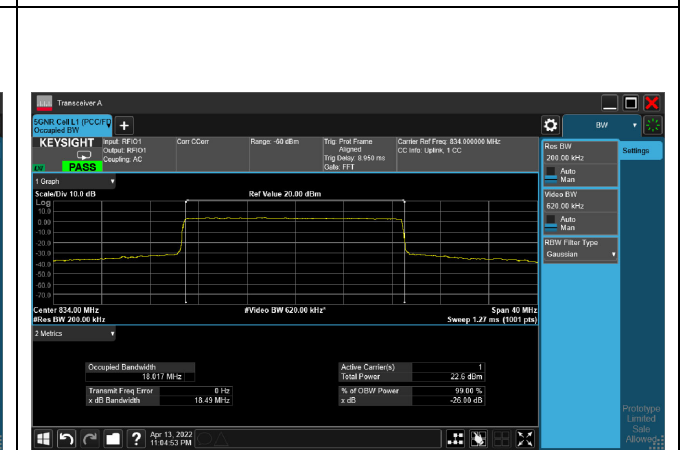 Transceiver A
5GNR Cell L1 (PCC/FD
Occupied BW
BW
KEYSIGHT
Input: RFIO1
Output: RFIO1
Coupling: AC
Corr CCorr
Range: -60 dBm
Trig: Prot Frame
Aligned
Trig Delay: 8.950 ms
Gate: FFT
Carrier Ref Freq: 834.000000 MHz
CC Info: Uplink, 1 CC
PASS
Res BW
200.00 kHz
Auto
Man
Settings
Video BW
620.00 kHz
Auto
Man
RBW Filter Type
Gaussian
1 Graph
Scale/Div 10.0 dB
Ref Value 20.00 dBm
Log
10.0
0.00
-10.0
-20.0
-30.0
-40.0
-50.0
-60.0
-70.0
Center 834.00 MHz
#Video BW 620.00 kHz*
Span 40 MHz
#Res BW 200.00 kHz
Sweep 1.27 ms (1001 pts)
2 Metrics
Occupied Bandwidth
18.017 MHz
Transmit Freq Error 0 Hz
x dB Bandwidth 18.49 MHz
Active Carrier(s) 1
Total Power 22.6 dBm
% of OBW Power 99.00 %
x dB -26.00 dB
Prototype
Limited
Sale
Allowed
Apr 13, 2022
11:04:53 PM